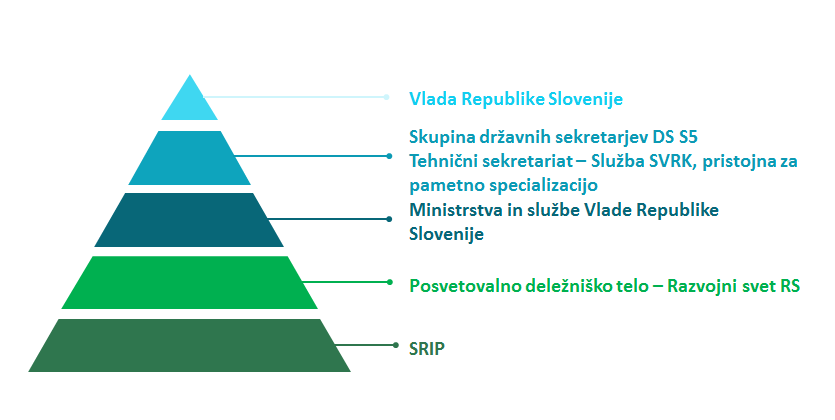 Vlada Republike Slovenije
Skupina državnih sekretarjev DS S5
Tehnični sekretariat – Služba SVRK, pristojna za
pametno specializacijo
Ministrstva in službe Vlade Republike
Slovenije
Posvetovalno deležniško telo – Razvojni svet RS
SRIP